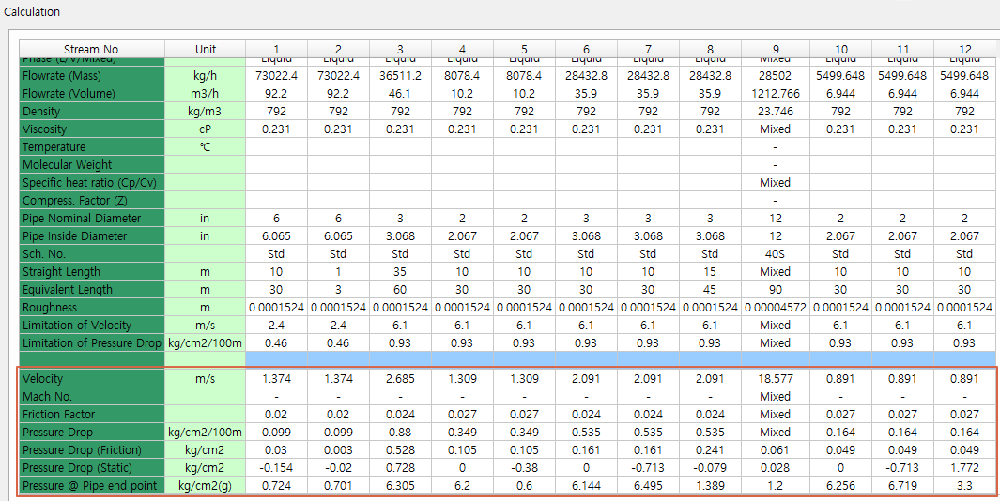 Calculation
Stream No. Unit 1 2 3 4 5 6 7 8 9 10 11 12
Phase (L/V/Mixed) Liquid Liquid Liquid Liquid Liquid Liquid Liquid Liquid Mixed Liquid Liquid Liquid
Flowrate (Mass) kg/h 73022.4 73022.4 36511.2 8078.4 8078.4 28432.8 28432.8 28432.8 28502 5499.648 5499.648 5499.648
Flowrate (Volume) m3/h 92.2 92.2 46.1 10.2 10.2 35.9 35.9 35.9 1212.766 6.944 6.944 6.944
Density kg/m3 792 792 792 792 792 792 792 792 23.746 792 792 792
Viscosity cP 0.231 0.231 0.231 0.231 0.231 0.231 0.231 0.231 Mixed 0.231 0.231 0.231
Temperature ℃ -
Molecular Weight -
Specific heat ratio (Cp/Cv) Mixed
Compress. Factor (Z) -
Pipe Nominal Diameter in 6 6 3 2 2 3 3 3 12 2 2 2
Pipe Inside Diameter in 6.065 6.065 3.068 2.067 2.067 3.068 3.068 3.068 12 2.067 2.067 2.067
Sch. No. Std Std Std Std Std Std Std Std 40S Std Std Std
Straight Length m 10 1 35 10 10 10 10 15 Mixed 10 10 10
Equivalent Length m 30 3 60 30 30 30 30 45 90 30 30 30
Roughness m 0.0001524 0.0001524 0.0001524 0.0001524 0.0001524 0.0001524 0.0001524 0.0001524 0.00004572 0.0001524 0.0001524 0.0001524
Limitation of Velocity m/s 2.4 2.4 6.1 6.1 6.1 6.1 6.1 6.1 Mixed 6.1 6.1 6.1
Limitation of Pressure Drop kg/cm2/100m 0.46 0.46 0.93 0.93 0.93 0.93 0.93 0.93 Mixed 0.93 0.93 0.93
Velocity m/s 1.374 1.374 2.685 1.309 1.309 2.091 2.091 2.091 18.577 0.891 0.891 0.891
Mach No. - - - - - - - - Mixed - - -
Friction Factor 0.02 0.02 0.024 0.027 0.027 0.024 0.024 0.024 Mixed 0.027 0.027 0.027
Pressure Drop kg/cm2/100m 0.099 0.099 0.88 0.349 0.349 0.535 0.535 0.535 Mixed 0.164 0.164 0.164
Pressure Drop (Friction) kg/cm2 0.03 0.003 0.528 0.105 0.105 0.161 0.161 0.241 0.061 0.049 0.049 0.049
Pressure Drop (Static) kg/cm2 -0.154 -0.02 0.728 0 -0.38 0 -0.713 -0.079 0.028 0 -0.713 1.772
Pressure @ Pipe end point kg/cm2(g) 0.724 0.701 6.305 6.2 0.6 6.144 6.495 1.389 1.2 6.256 6.719 3.3